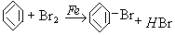 + Br₂ Fe → -Br + HBr